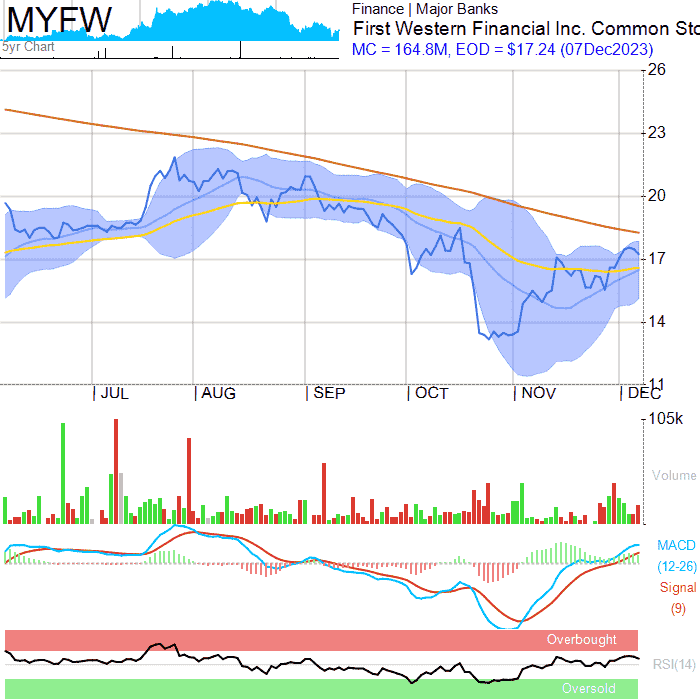 MYFW
5yr Chart
Finance | Major Banks
First Western Financial Inc. Common Sto
MC = 164.8M, EOD = $17.24 (07Dec2023)
26
23
20
17
14
11
JUL
AUG
SEP
OCT
NOV
DEC
105k
Volume
MACD
(12-26)
Signal
(9)
Overbought
RSI(14)
Oversold